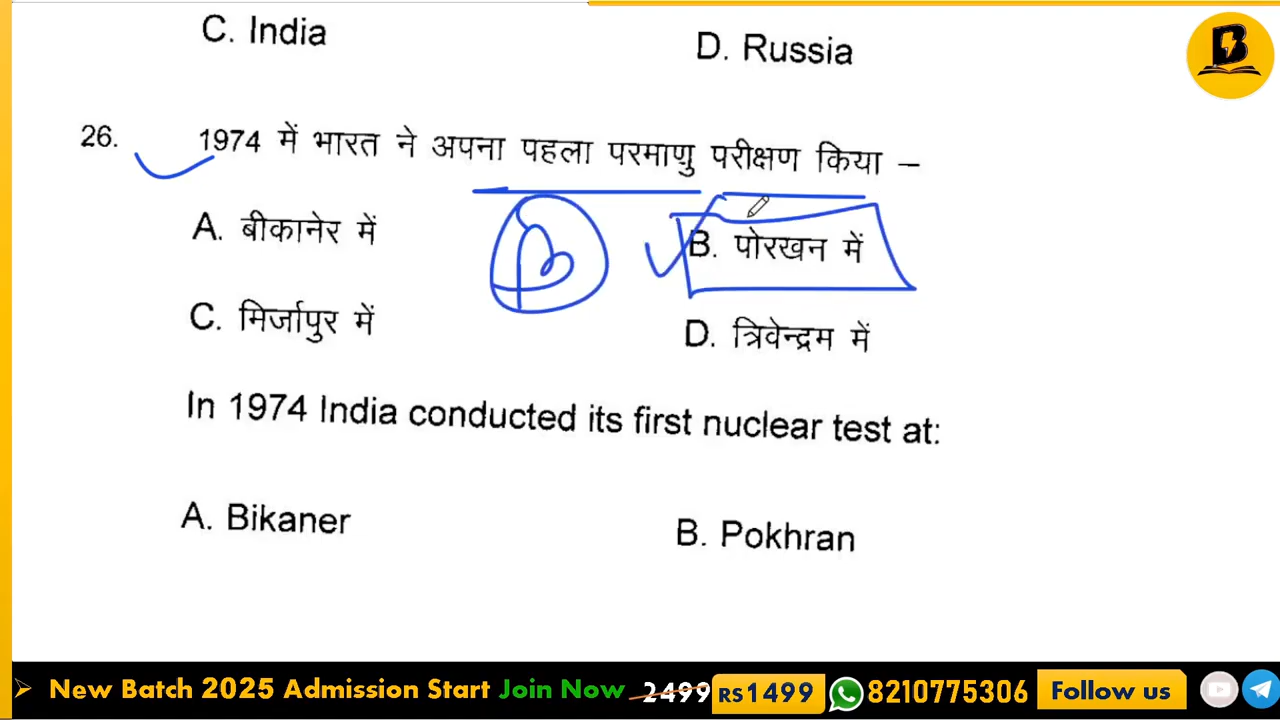 C. India D. Russia
26. 1974 में भारत ने अपना पहला परमाणु परीक्षण किया –
A. बीकानेर में B. पोरखन में
C. मिर्जापुर में D. त्रिवेन्द्रम में
In 1974 India conducted its first nuclear test at:
A. Bikaner B. Pokhran
New Batch 2025 Admission Start Join Now 2499 RS1499 8210775306 Follow us